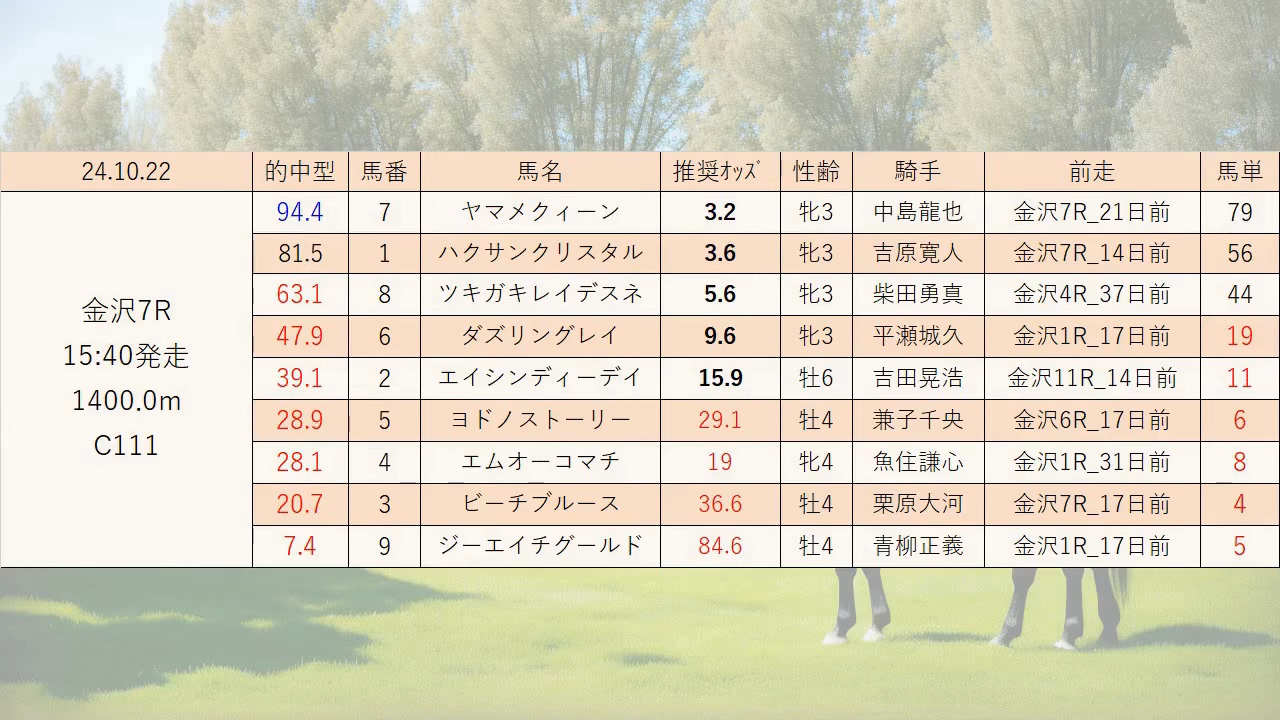 24.10.22 的中型 馬番 馬名 推奨ｵｯｽﾞ 性齢 騎手 前走 馬単
金沢7R
15:40発走
1400.0m
C111
94.4 7 ヤマメクィーン 3.2 牝3 中島龍也 金沢7R_21日前 79
81.5 1 ハクサンクリスタル 3.6 牝3 吉原寛人 金沢7R_14日前 56
63.1 8 ツキガキレイデスネ 5.6 牝3 柴田勇真 金沢4R_37日前 44
47.9 6 ダズリングレイ 9.6 牝3 平瀬城久 金沢1R_17日前 19
39.1 2 エイシンディーデイ 15.9 牡6 吉田晃浩 金沢11R_14日前 11
28.9 5 ヨドノストーリー 29.1 牡4 兼子千央 金沢6R_17日前 6
28.1 4 エムオーコマチ 19 牝4 魚住謙心 金沢1R_31日前 8
20.7 3 ビーチブルース 36.6 牡4 栗原大河 金沢7R_17日前 4
7.4 9 ジーエイチグールド 84.6 牡4 青柳正義 金沢1R_17日前 5